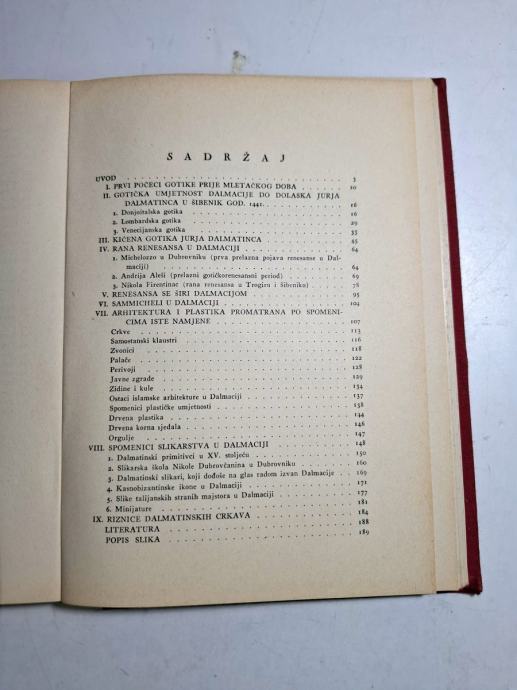 SADRŽAJ
UVOD 3
I. PRVI POČECI GOTIKE PRIJE MLETAČKOG DOBA 10
II. GOTIČKA UMJETNOST DALMACIJE DO DOLASKA JURJA
DALMATINCA U ŠIBENIK GOD. 1441. 16
1. Donjoitalska gotika 16
2. Lombardska gotika 29
3. Venecijanska gotika 33
III. KIĆENA GOTIKA JURJA DALMATINCA 45
IV. RANA RENESANSA U DALMACIJI 64
1. Michelozzo u Dubrovniku (prva prelazna pojava renesanse u Dal-
maciji) 64
2. Andrija Aleši (prelazni gotičkorenesansni period) 69
3. Nikola Firentinac (rana renesansa u Trogiru i Šibeniku) 78
V. RENESANSA SE ŠIRI DALMACIJOM 95
VI. SAMMICHELI U DALMACIJI 104
VII. ARHITEKTURA I PLASTIKA PROMATRANA PO SPOMENI-
CIMA ISTE NAMJENE 107
Crkve 113
Samostanski klaustri 116
Zvonici 118
Palače 122
Perivoji 128
Javne zgrade 129
Zidine i kule 134
Ostaci islamske arhitekture u Dalmaciji 137
Spomenici plastičke umjetnosti 138
Drvena plastika 144
Drvena korna sjedala 146
Orgulje 147
VIII. SPOMENICI SLIKARSTVA U DALMACIJI 148
1. Dalmatinski primitivci u XV. stoljeću 150
2. Slikarska škola Nikole Dubrovčanina u Dubrovniku 160
3. Dalmatinski slikari, koji dođoše na glas radom izvan Dalmacije 169
4. Kasnobizantinske ikone u Dalmaciji 171
5. Slike talijanskih stranih majstora u Dalmaciji 177
6. Minijature 181
IX. RIZNICE DALMATINSKIH CRKAVA 184
LITERATURA 188
POPIS SLIKA 189